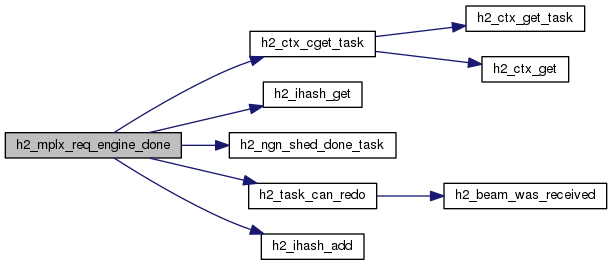 h2_ctx_get_task
h2_ctx_cget_task
h2_ctx_get
h2_ihash_get
h2_mplx_req_engine_done
h2_ngn_shed_done_task
h2_task_can_redo
h2_beam_was_received
h2_ihash_add